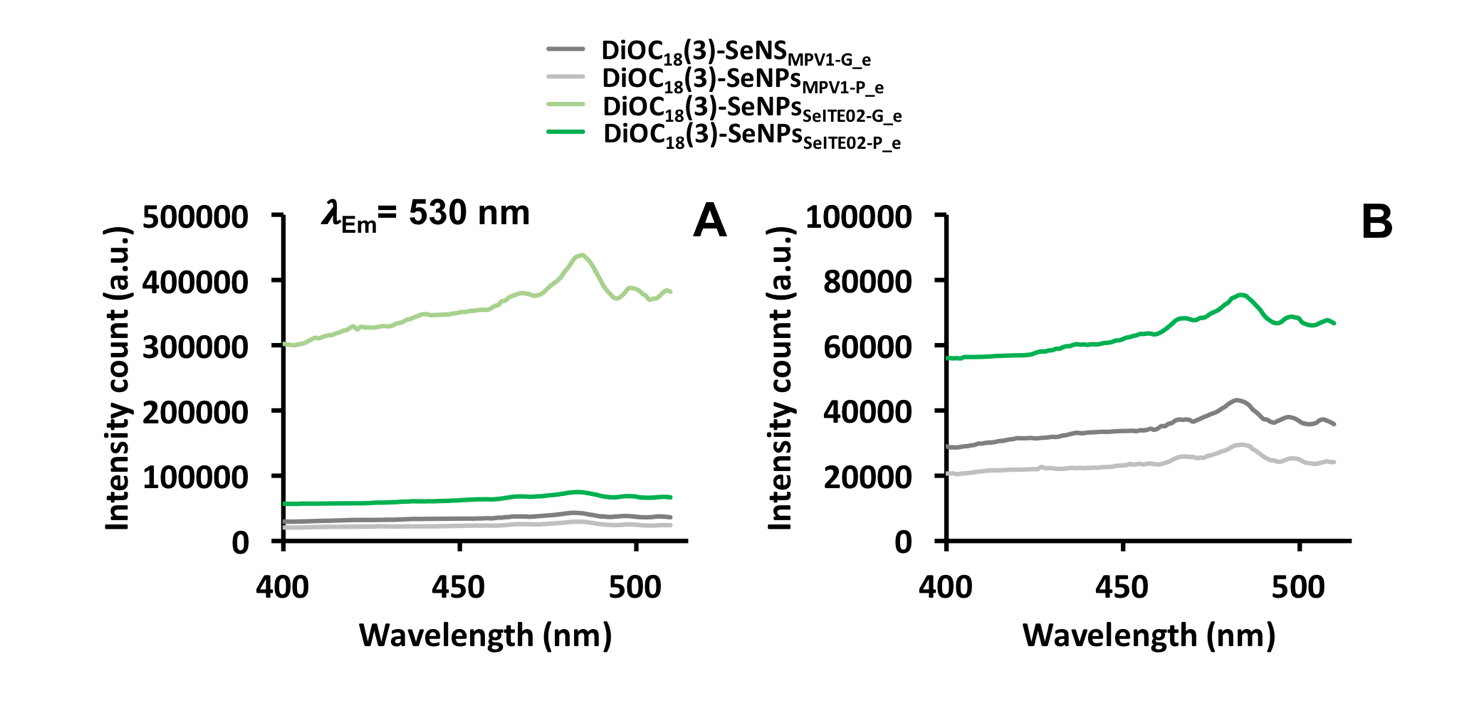 DiOC18(3)-SeNSMPV1-G_e
DiOC18(3)-SeNPsMPV1-P_e
DiOC18(3)-SeNPsSeITE02-G_e
DiOC18(3)-SeNPsSeITE02-P_e
λEm= 530 nm
A
Intensity count (a.u.)
500000
400000
300000
200000
100000
0
400
450
500
Wavelength (nm)
B
Intensity count (a.u.)
100000
80000
60000
40000
20000
0
400
450
500
Wavelength (nm)